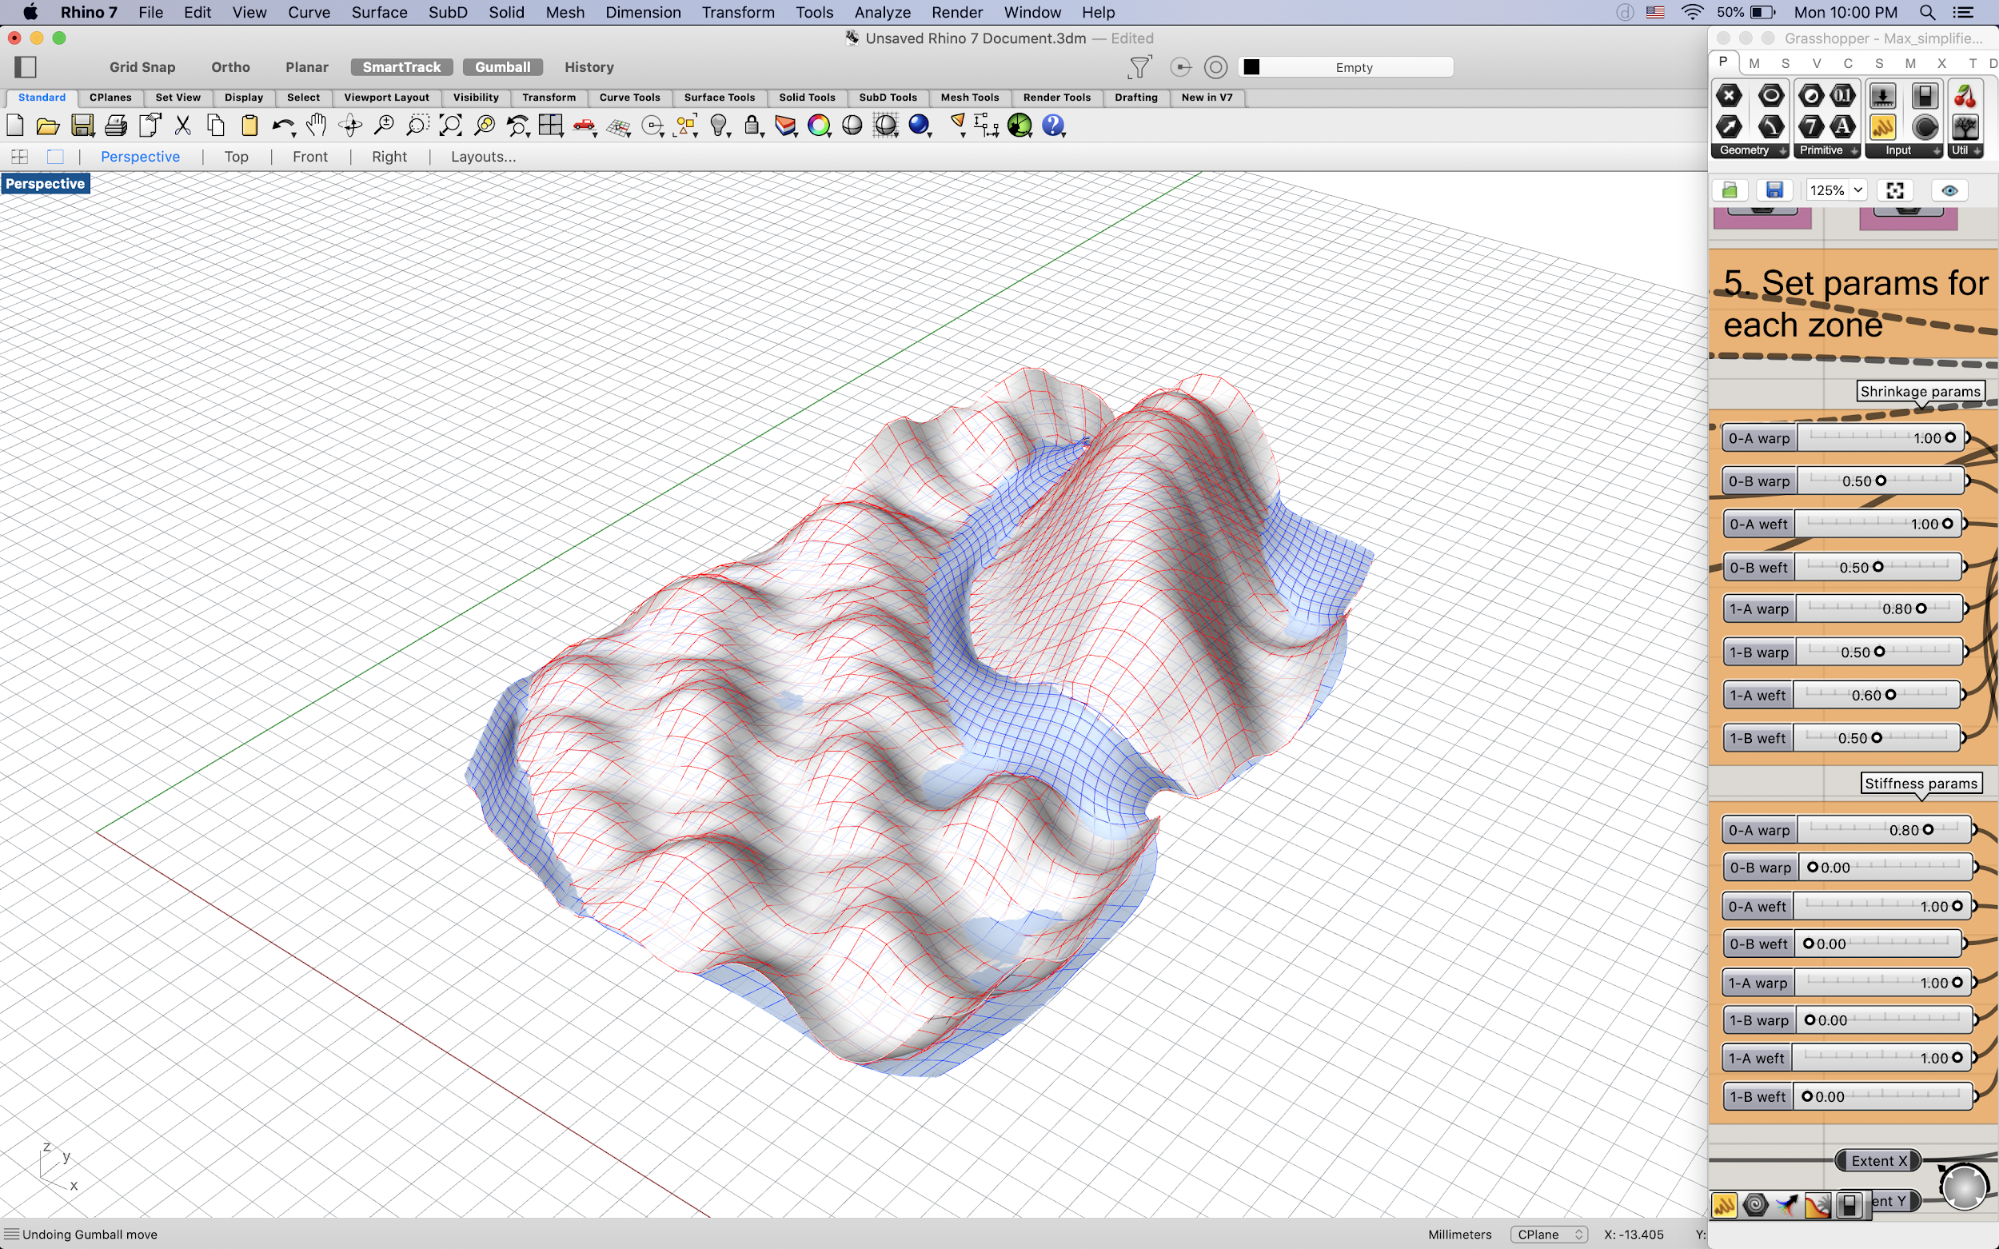 Rhino 7 File Edit View Curve Surface SubD Solid Mesh Dimension Transform Tools Analyze Render Window Help 50% Mon 10:00 PM
Unsaved Rhino 7 Document.3dm — Edited
Grasshopper - Max_simplifie...
Grid Snap Ortho Planar SmartTrack Gumball History Empty
P M S V C S M X T D
Standard CPlanes Set View Display Select Viewport Layout Visibility Transform Curve Tools Surface Tools Solid Tools SubD Tools Mesh Tools Render Tools Drafting New in V7
Geometry Primitive Input Util
Perspective Top Front Right Layouts...
125%
Perspective
5. Set params for
each zone
Shrinkage params
0-A warp 1.00
0-B warp 0.50
0-A weft 1.00
0-B weft 0.50
1-A warp 0.80
1-B warp 0.50
1-A weft 0.60
1-B weft 0.50
Stiffness params
0-A warp 0.80
0-B warp 0.00
0-A weft 1.00
0-B weft 0.00
1-A warp 1.00
1-B warp 0.00
1-A weft 1.00
1-B weft 0.00
Extent X
ent Y
z
y
x
Undoing Gumball move Millimeters CPlane X: -13.405 Y: